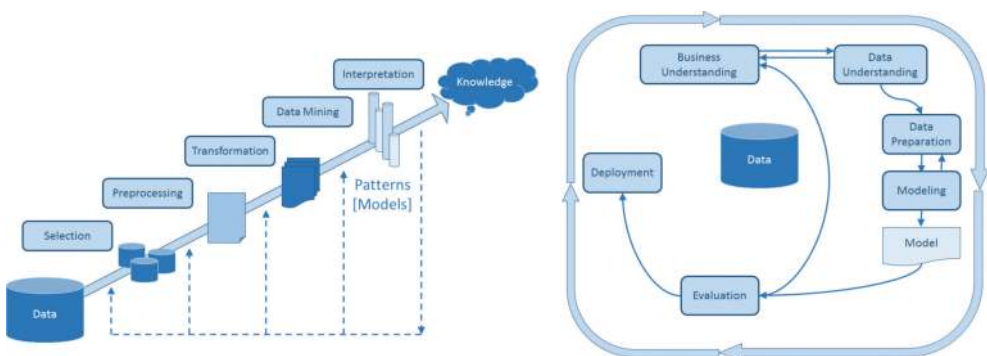 Interpretation
Knowledge
Data Mining
Transformation
Preprocessing
Patterns
[Models]
Selection
Data
Business
Understanding
Data
Understanding
Data
Preparation
Data
Deployment
Modeling
Model
Evaluation